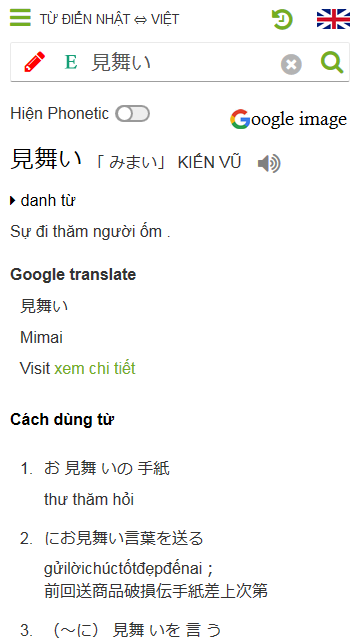 TỪ ĐIỂN NHẬT ⇔ VIỆT
E 見舞い
Hiện Phonetic
Google image
見舞い 「 みまい」 KIẾN VŨ
danh từ
Sự đi thăm người ốm .
Google translate
見舞い
Mimai
Visit xem chi tiết
Cách dùng từ
1. お 見舞 いの 手紙
thư thăm hỏi
2. にお見舞い言葉を送る
gửilờichúctốtđẹpđếnai；
前回送商品破損伝手紙差上次第
3. （～に） 見舞 いを 言 う